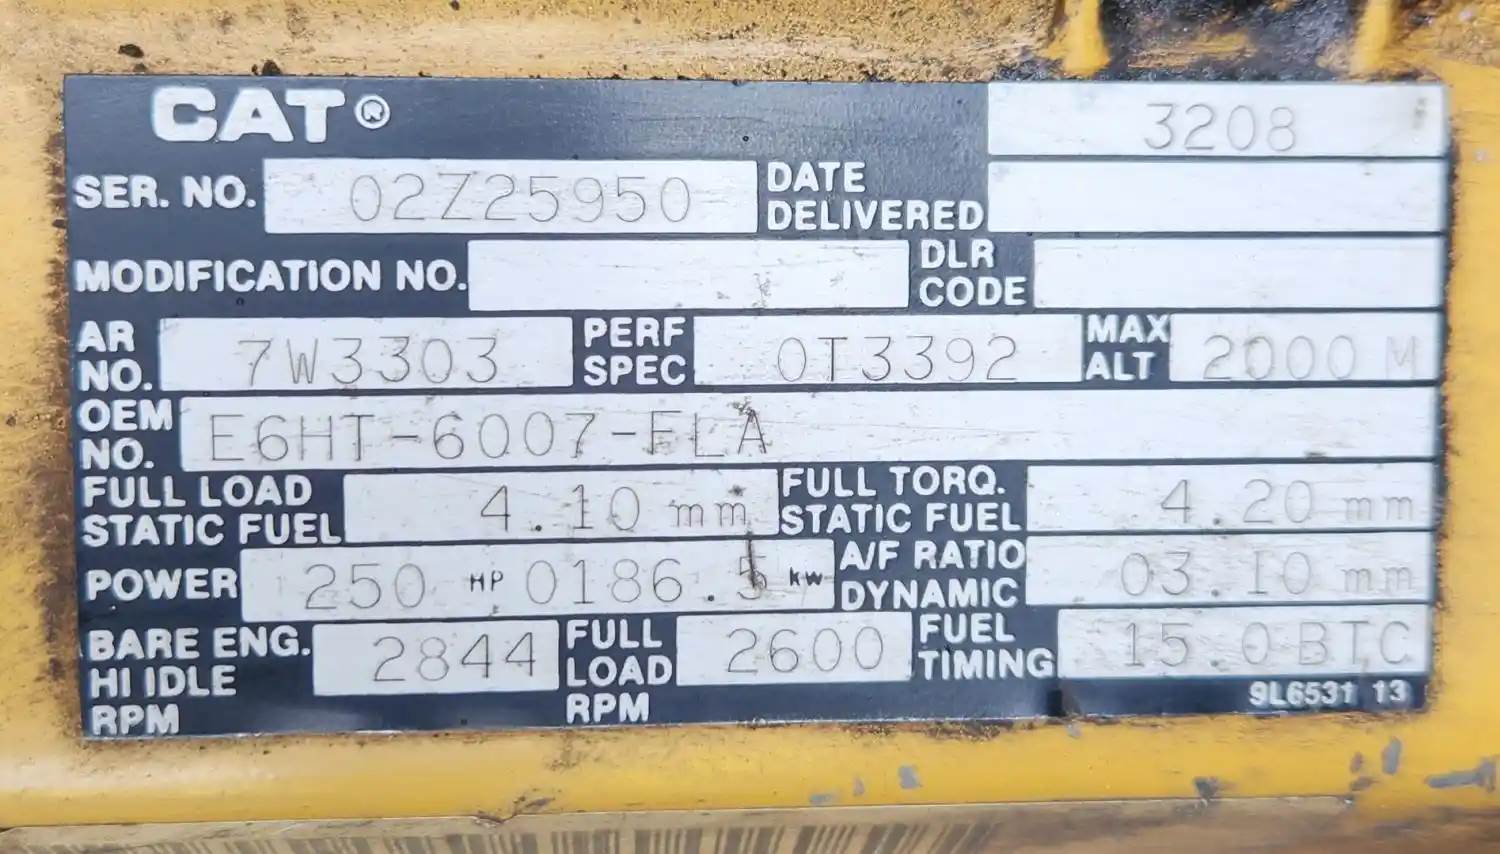 CAT® 3208
SER. NO. 02Z25950 DATE DELIVERED
MODIFICATION NO. DLR CODE
AR NO. 7W3303 PERF SPEC 0T3392 MAX ALT 2000 M
OEM NO. E6HT-6007-FLA
FULL LOAD STATIC FUEL 4.10 mm FULL TORQ. STATIC FUEL 4.20 mm
POWER 250 HP 0186.5 kW A/F RATIO DYNAMIC 03.10 mm
BARE ENG. HI IDLE RPM 2844 FULL LOAD RPM 2600 FUEL TIMING 15.0 BTC
9L6531 13